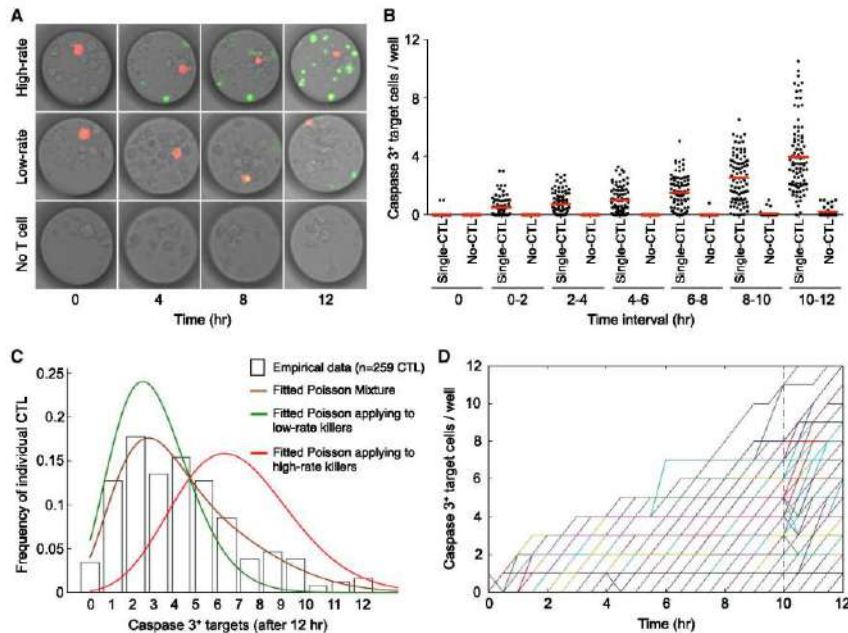 A
High-rate
Low-rate
No T cell
0 4 8 12
Time (hr)
B
Caspase 3+ target cells / well
12
8
4
0
Single-CTL No-CTL Single-CTL No-CTL Single-CTL No-CTL Single-CTL No-CTL Single-CTL No-CTL Single-CTL No-CTL Single-CTL No-CTL
0 0-2 2-4 4-6 6-8 8-10 10-12
Time interval (hr)
C
Frequency of individual CTL
0.25
0.2
0.15
0.1
0.05
0
Empirical data (n=259 CTL)
Fitted Poisson Mixture
Fitted Poisson applying to
low-rate killers
Fitted Poisson applying to
high-rate killers
0 1 2 3 4 5 6 7 8 9 10 11 12
Caspase 3+ targets (after 12 hr)
D
Caspase 3+ target cells / well
12
10
8
6
4
2
0
0 2 4 6 8 10 12
Time (hr)